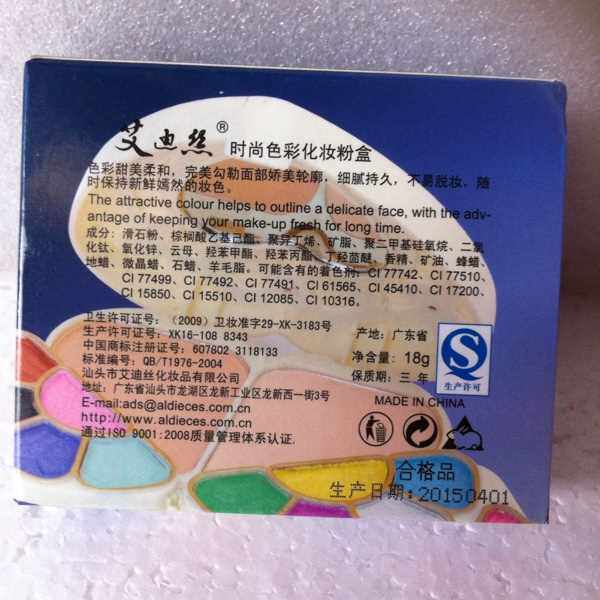 艾迪丝® 时尚色彩化妆粉盒
色彩甜美柔和，完美勾勒面部娇美轮廓，细腻持久，不易脱妆，随
时保持新鲜嫣然的妆色。
The attractive colour helps to outline a delicate face, with the adv-
antage of keeping your make-up fresh for long time.
成分：滑石粉、棕榈酸乙基己酯、聚异丁烯、矿脂、聚二甲基硅氧烷、二氧
化钛、氧化锌、云母、羟苯甲酯、羟苯丙酯、丁羟茴醚、香精、矿油、蜂蜡、
地蜡、微晶蜡、石蜡、羊毛脂。可能含有的着色剂：CI 77742、CI 77510、
CI 77499、CI 77492、CI 77491、CI 61565、CI 45410、CI 17200、
CI 15850、CI 15510、CI 12085、CI 10316。
卫生许可证号：（2009）卫妆准字29-XK-3183号
生产许可证号：XK16-108 8343
中国商标注册证号：607802 3118133
标准编号：QB/T1976-2004
汕头市艾迪丝化妆品有限公司
地址：广东省汕头市龙湖区龙新工业区龙新西一街3号
E-mail:ads@aldieces.com.cn
http://www.aldieces.com.cn
通过ISO 9001:2008质量管理体系认证.
产地：广东省
净含量：18g
保质期：三 年
生产许可
MADE IN CHINA
合格品
生产日期:20150401